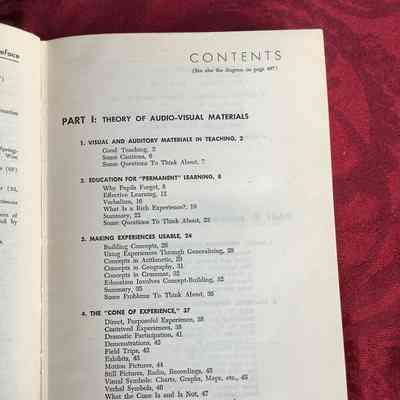 eface
CONTENTS
(See also the diagram on page
PART I: THEORY OF AUDIO-VISUAL MATERIALS
1. VISUAL AND AUDITORY MATERIALS IN TEACHING, 3
Good Teaching, 3
Some Cautions, 6
Some Questions To Think About, 7
2. EDUCATION FOR "PERMANENT" LEARNING, 8
Why Pupils Forget, 8
Effective Learning, 12
Verbalism, 16
What Is a Rich Experience?, 19
Summary, 22
Some Questions To Think About, 22
3. MAKING EXPERIENCES USABLE, 24
Building Concepts, 26
Using Experiences Through Generalizing, 28
Concepts in Arithmetic, 29
Concepts in Geography, 31
Concepts in Grammar, 32
Education Involves Concept-Building, 32
Summary, 35
Some Problems To Think About, 35
4. THE "CONE OF EXPERIENCE," 37
Direct, Purposeful Experience, 38
Contrived Experiences, 39
Dramatic Participation, 41
Demonstrations, 42
Field Trips, 42
Exhibits, 43
Motion Pictures, 44
Still Pictures, Radio, Recordings, 45
Visual Symbols: Charts, Graphs, Maps, etc., 45
Verbal Symbols, 46
What the Cone Is and Is Not, 47